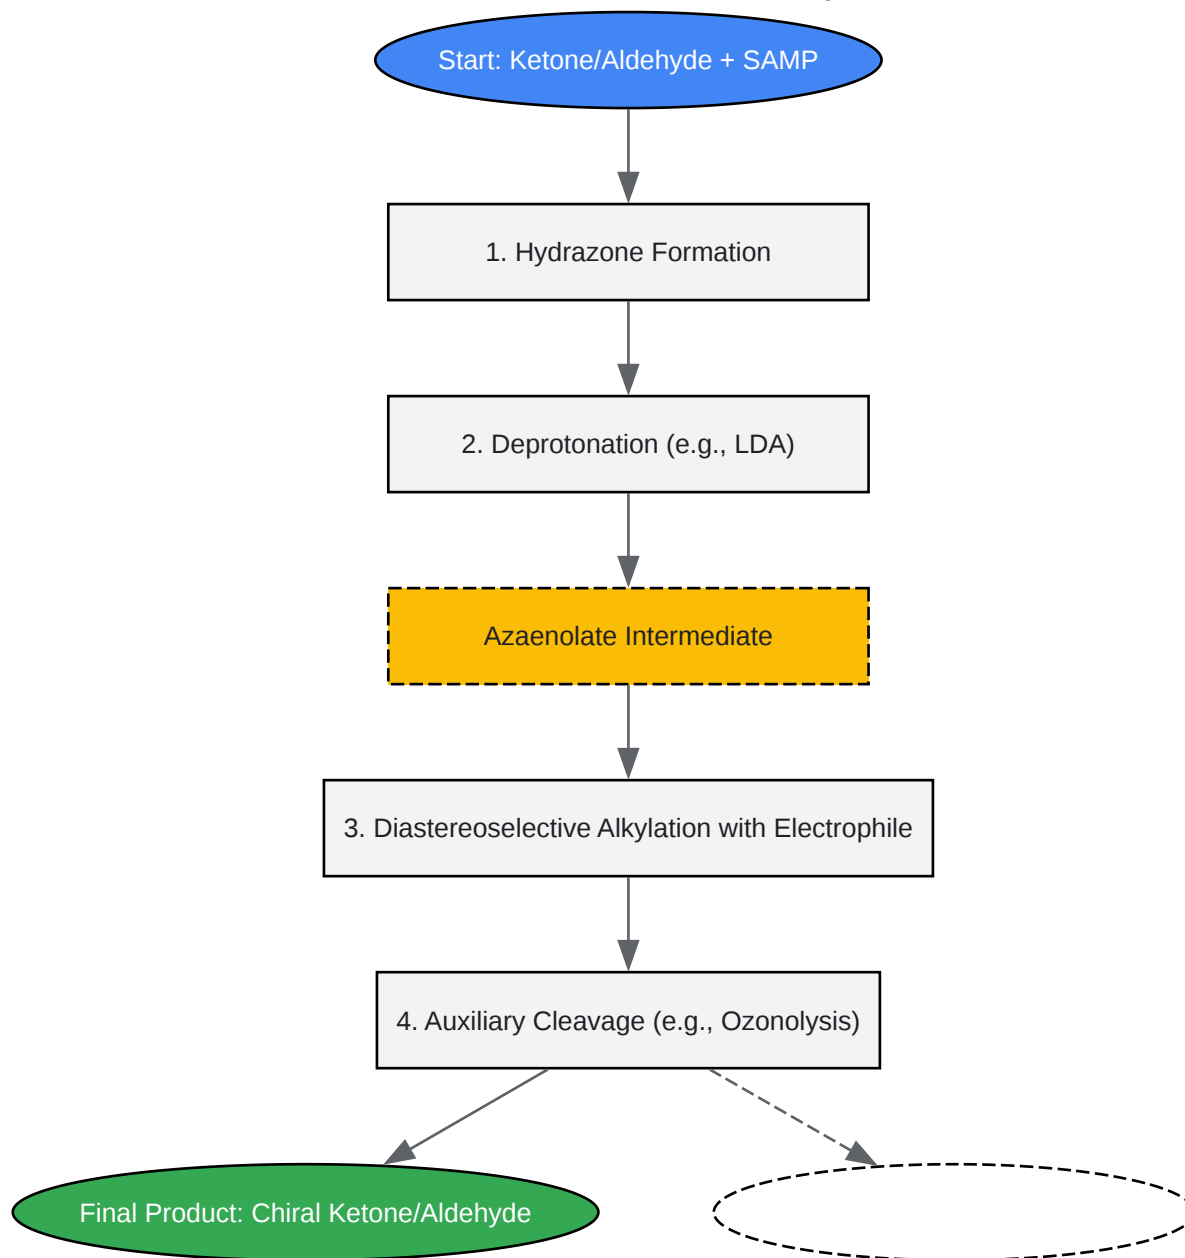 Start: Ketone/Aldehyde + SAMP
1. Hydrazone Formation
2. Deprotonation (e.g., LDA)
Azaenolate Intermediate
3. Diastereoselective Alkylation with Electrophile
4. Auxiliary Cleavage (e.g., Ozonolysis)
Final Product: Chiral Ketone/Aldehyde